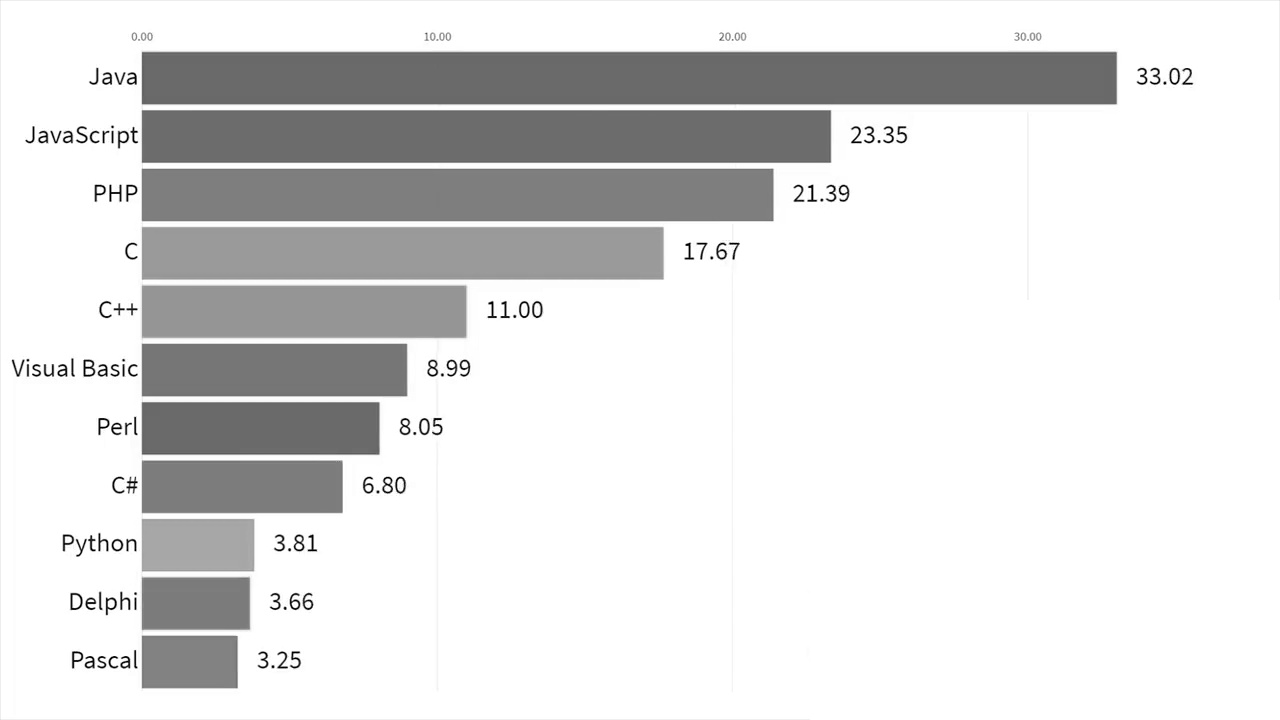 0.00 10.00 20.00 30.00
Java 33.02
JavaScript 23.35
PHP 21.39
C 17.67
C++ 11.00
Visual Basic 8.99
Perl 8.05
C# 6.80
Python 3.81
Delphi 3.66
Pascal 3.25